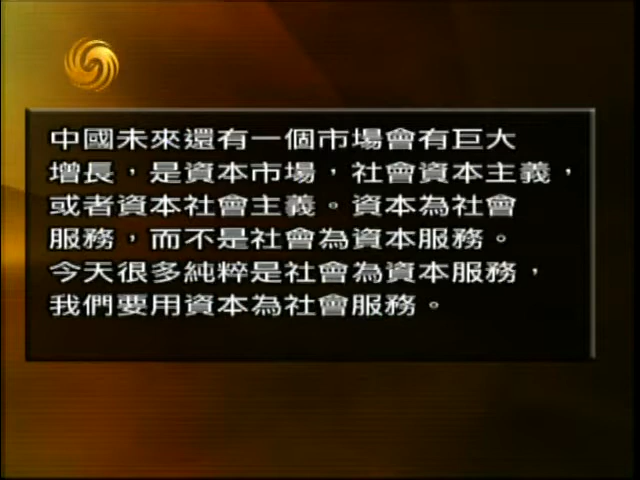 中國未來還有一個市場會有巨大
增長，是資本市場，社會資本主義，
或者資本社會主義。資本為社會
服務，而不是社會為資本服務。
今天很多純粹是社會為資本服務，
我們要用資本為社會服務。